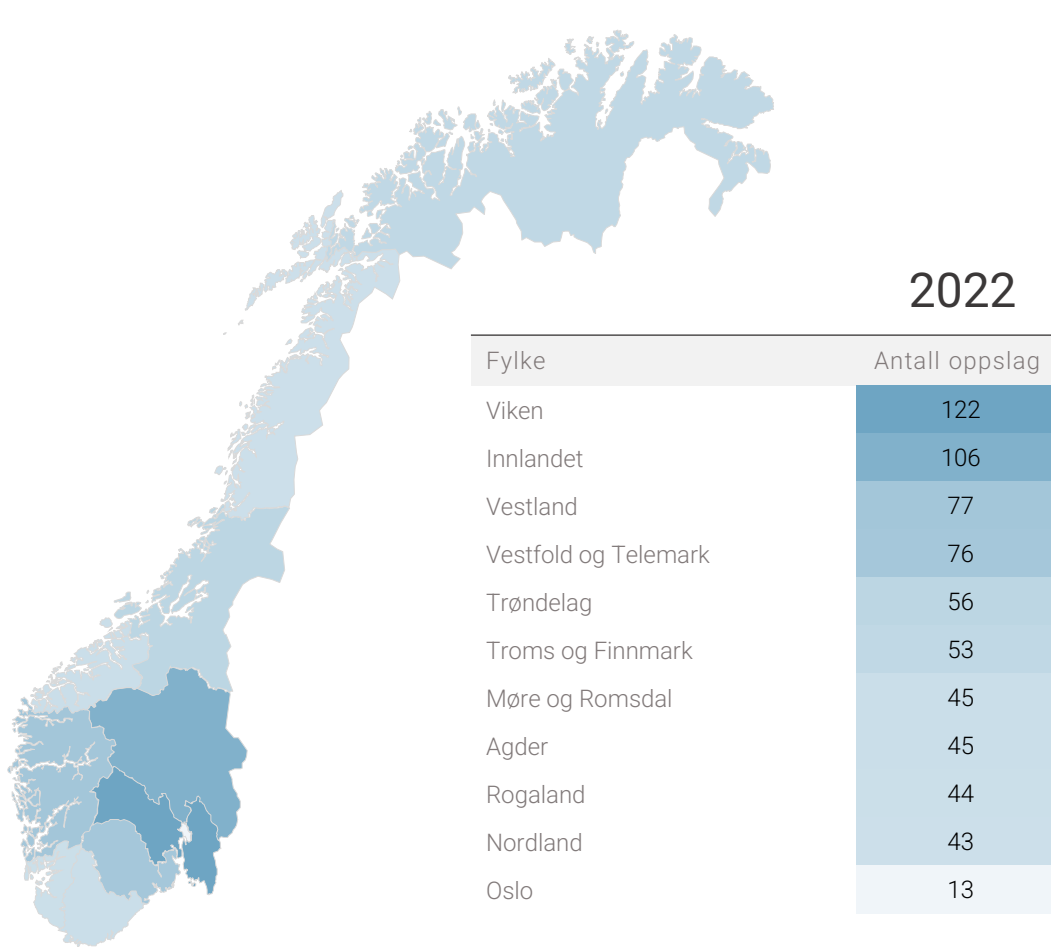 2022
Fylke Antall oppslag
Viken 122
Innlandet 106
Vestland 77
Vestfold og Telemark 76
Trøndelag 56
Troms og Finnmark 53
Møre og Romsdal 45
Agder 45
Rogaland 44
Nordland 43
Oslo 13